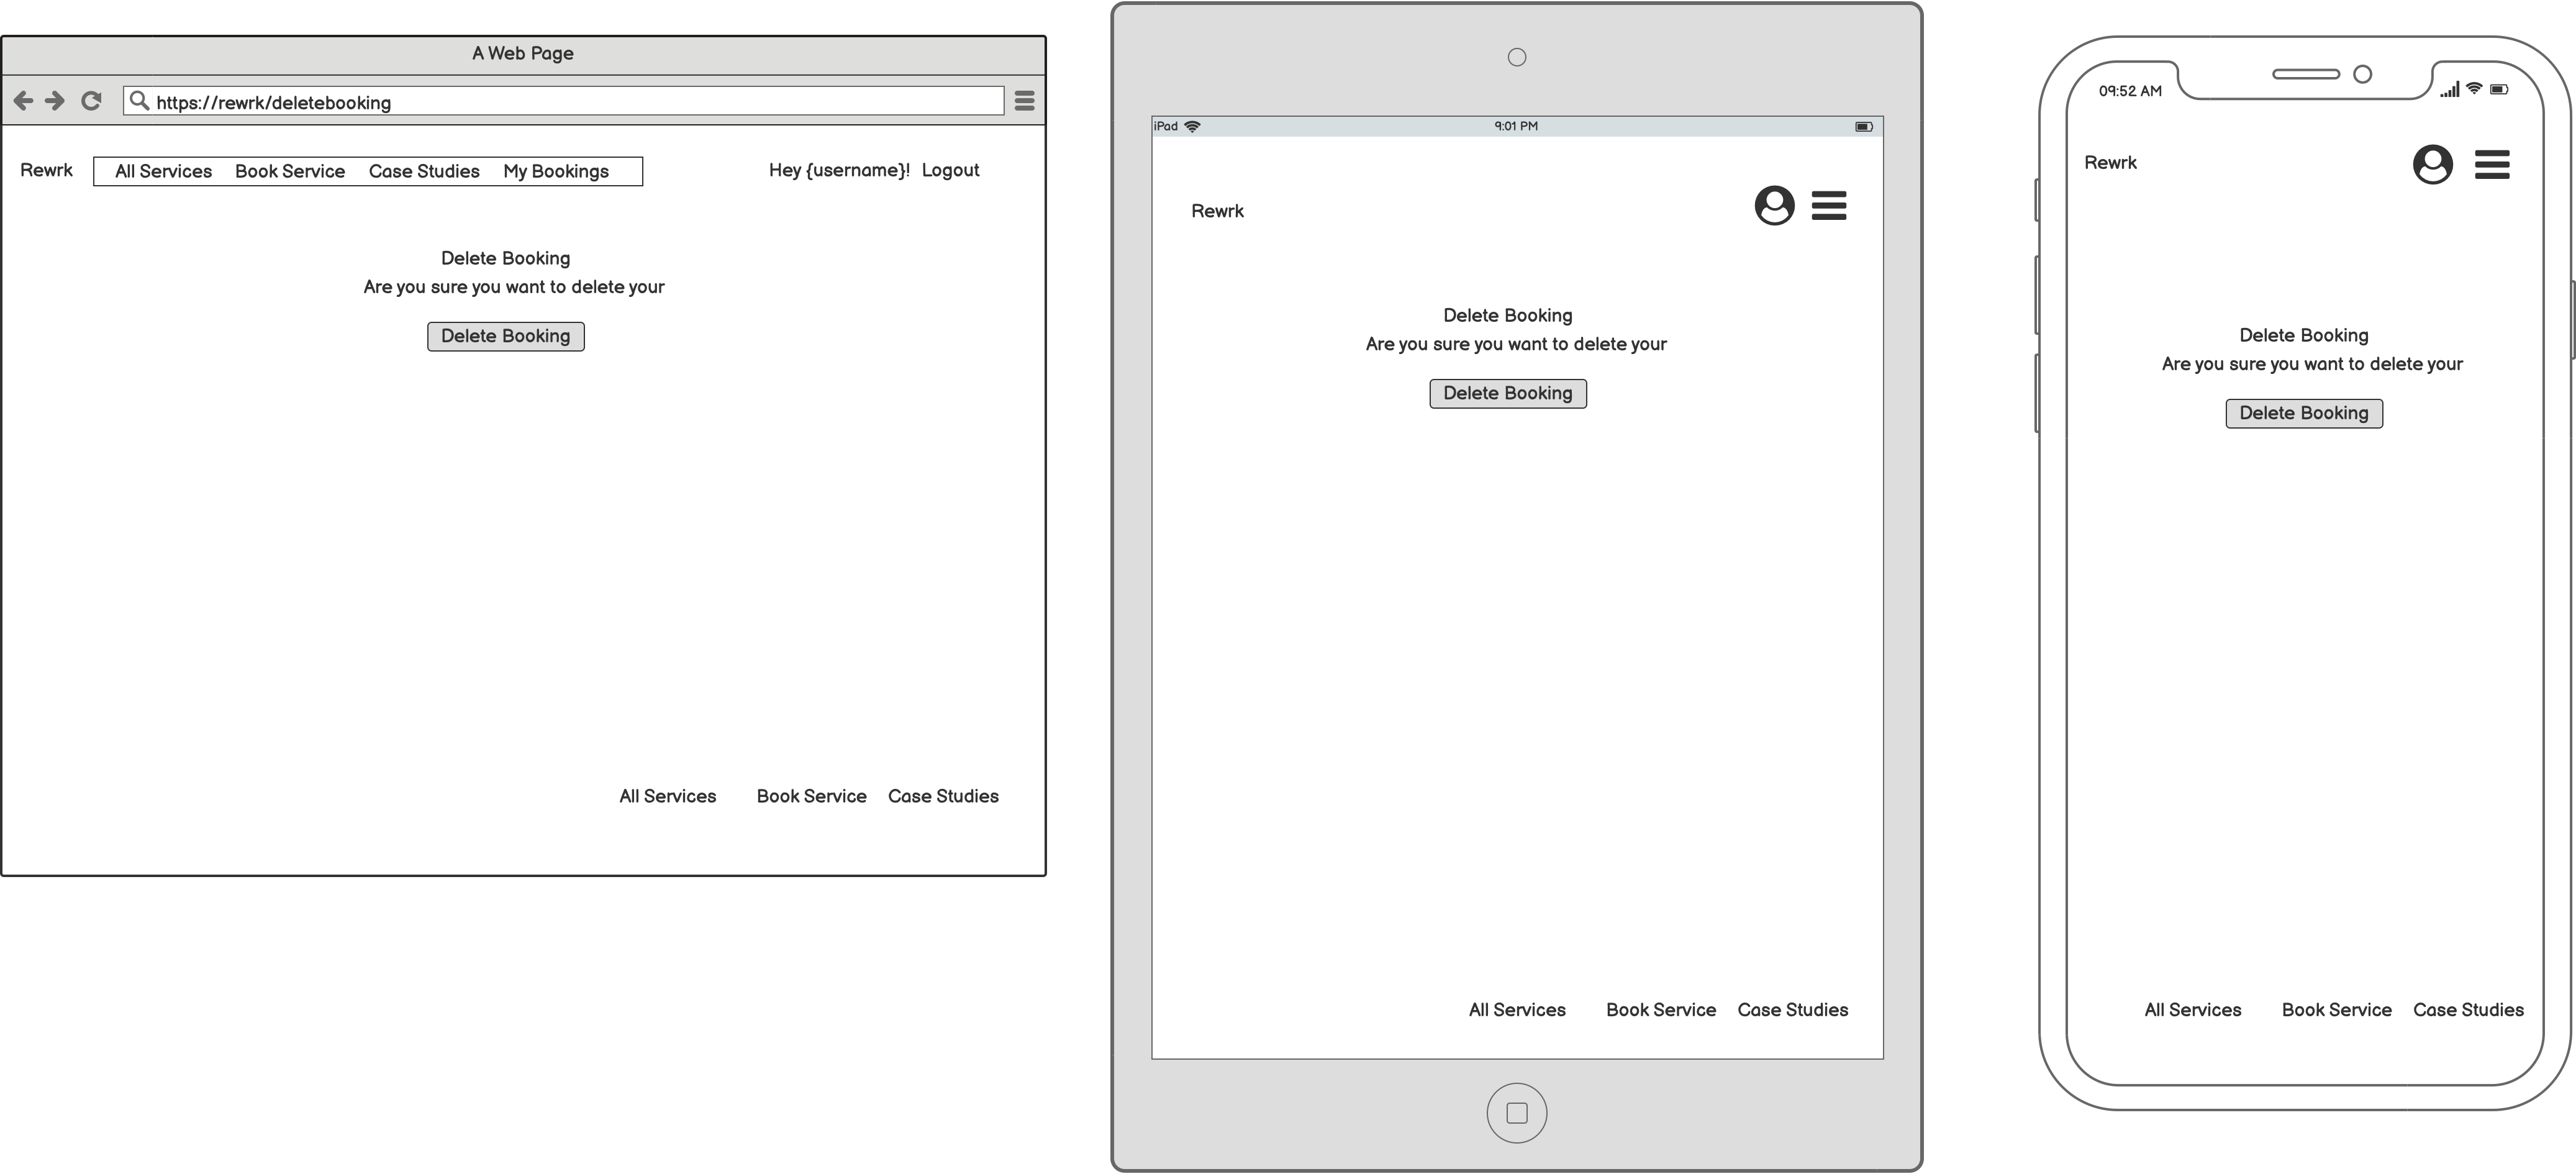 A Web Page
https://rewrk/deletebooking
Rewrk All Services Book Service Case Studies My Bookings Hey {username}! Logout
Delete Booking
Are you sure you want to delete your
Delete Booking
All Services Book Service Case Studies
iPad 9:01 PM
Rewrk
Delete Booking
Are you sure you want to delete your
Delete Booking
All Services Book Service Case Studies
09:52 AM
Rewrk
Delete Booking
Are you sure you want to delete your
Delete Booking
All Services Book Service Case Studies